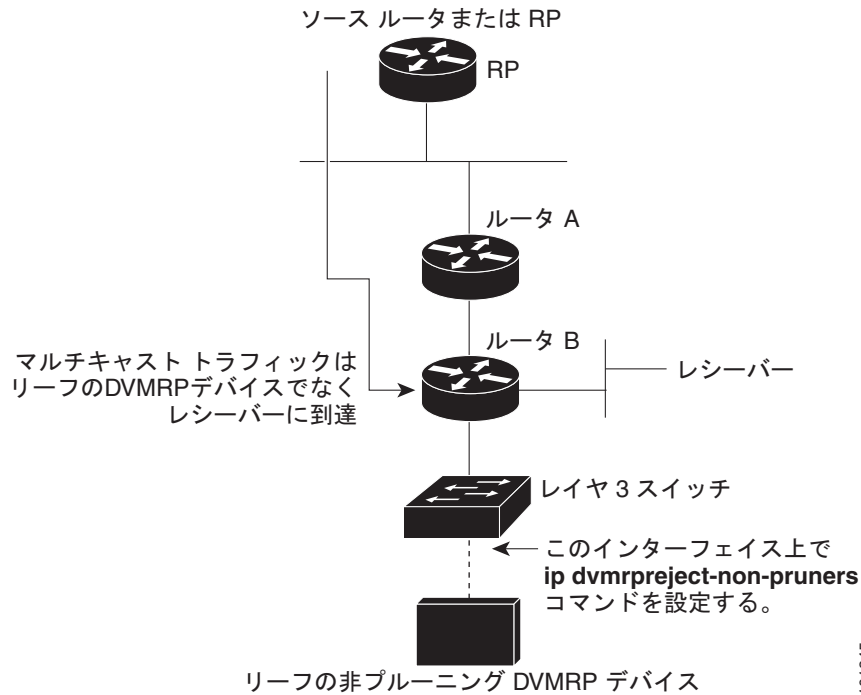 ソース ルータまたは RP
RP
ルータ A
ルータ B
マルチキャスト トラフィックは
リーフのDVMRPデバイスでなく
レシーバーに到達
レシーバー
レイヤ 3 スイッチ
このインターフェイス上で
ip dvmrpreject-non-pruners
コマンドを設定する。
リーフの非プルーニング DVMRP デバイス